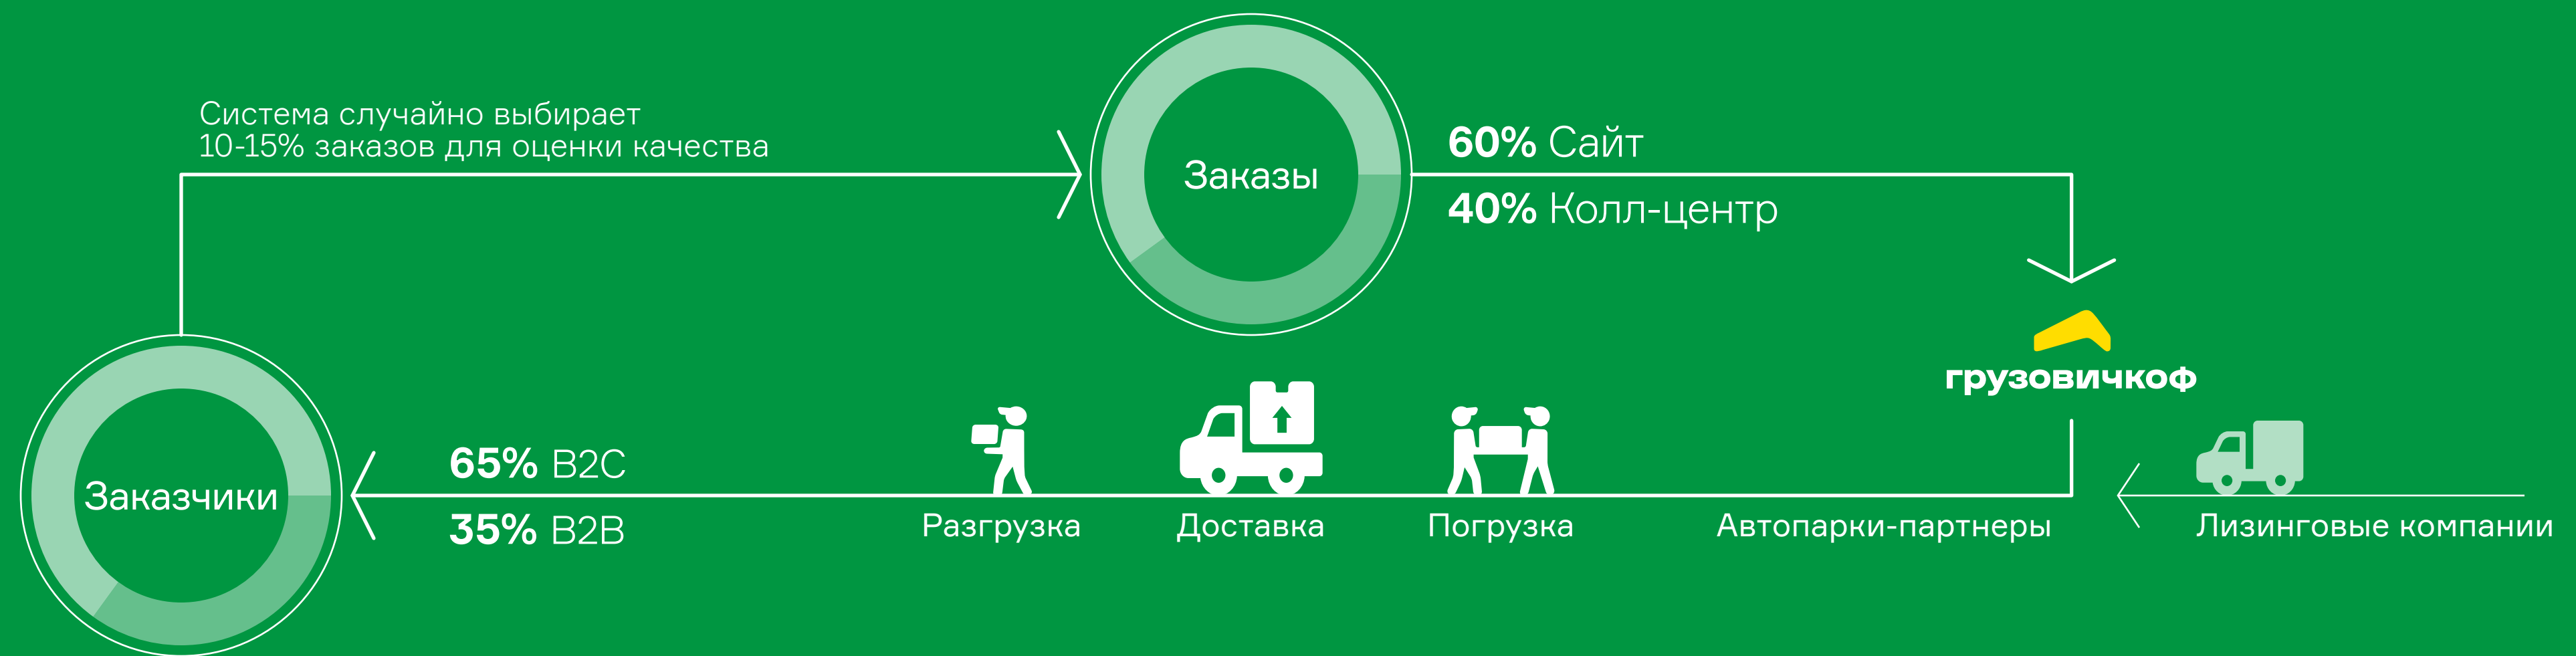 Система случайно выбирает
10-15% заказов для оценки качества
Заказы
60% Сайт
40% Колл-центр
грузовичкоф
Заказчики
65% B2C
35% B2B
Разгрузка
Доставка
Погрузка
Автопарки-партнеры
Лизинговые компании